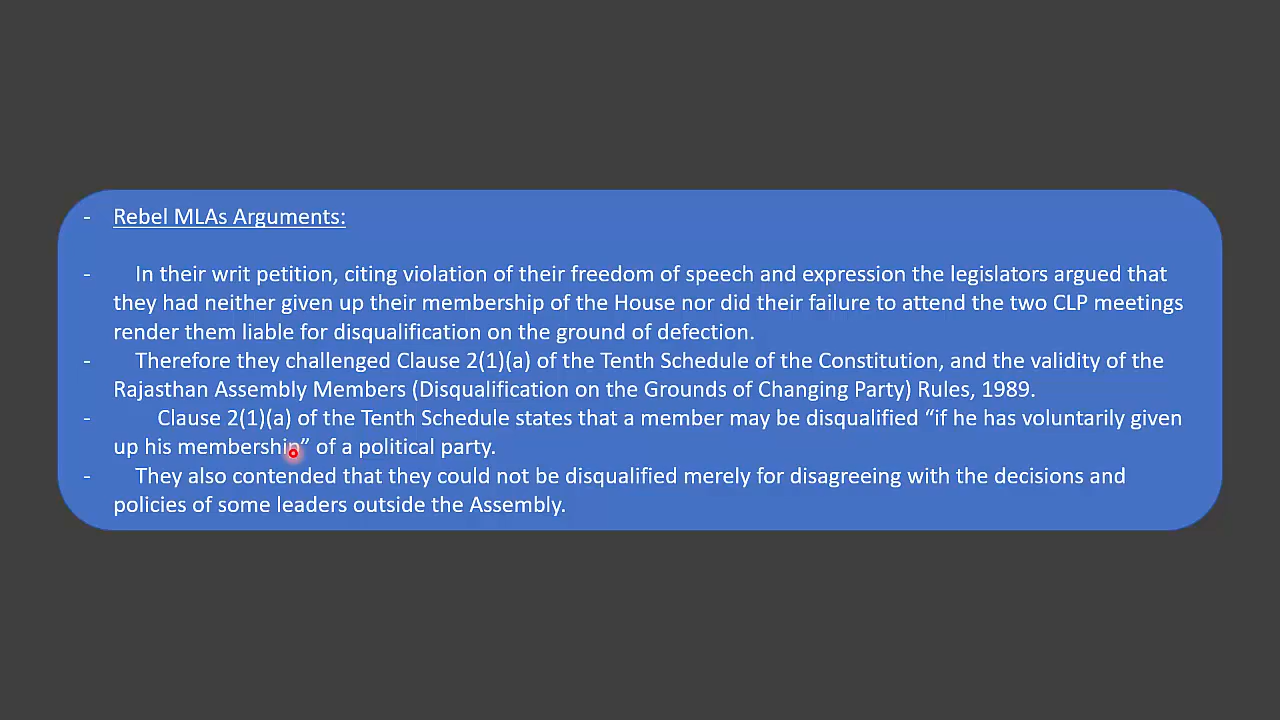 - Rebel MLAs Arguments:
- In their writ petition, citing violation of their freedom of speech and expression the legislators argued that
they had neither given up their membership of the House nor did their failure to attend the two CLP meetings
render them liable for disqualification on the ground of defection.
- Therefore they challenged Clause 2(1)(a) of the Tenth Schedule of the Constitution, and the validity of the
Rajasthan Assembly Members (Disqualification on the Grounds of Changing Party) Rules, 1989.
- Clause 2(1)(a) of the Tenth Schedule states that a member may be disqualified “if he has voluntarily given
up his membership” of a political party.
- They also contended that they could not be disqualified merely for disagreeing with the decisions and
policies of some leaders outside the Assembly.